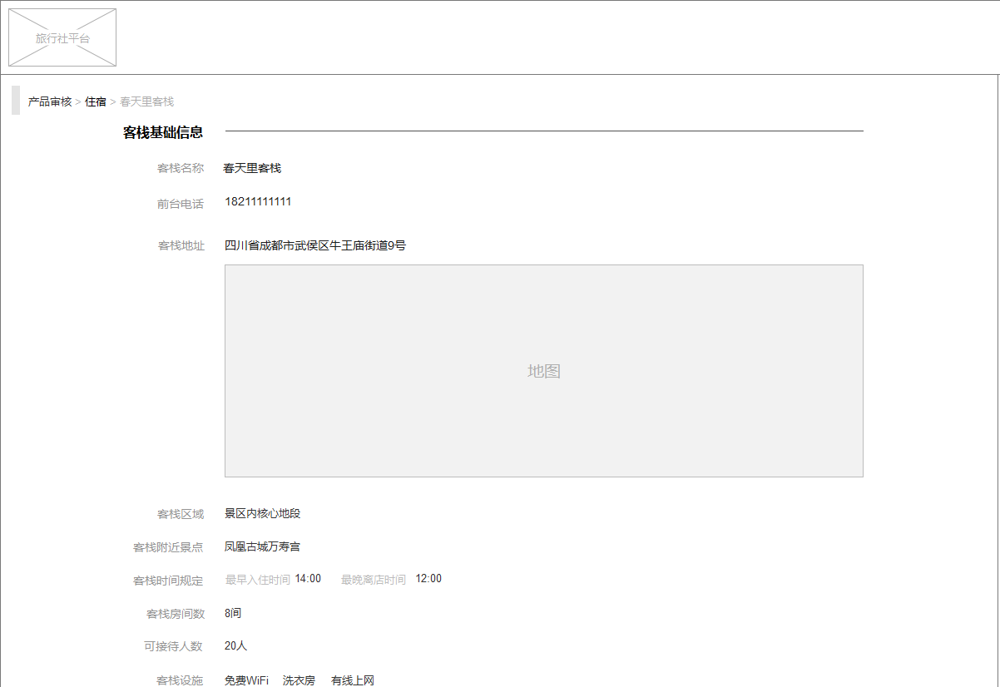 旅行社平台
产品审核 > 住宿 > 春天里客栈
客栈基础信息
客栈名称 春天里客栈
前台电话 18211111111
客栈地址 四川省成都市武侯区牛王庙街道9号
地图
客栈区域 景区内核心地段
客栈附近景点 凤凰古城万寿宫
客栈时间规定 最早入住时间 14:00 最晚离店时间 12:00
客栈房间数 8间
可接待人数 20人
客栈设施 免费WiFi 洗衣房 有线上网